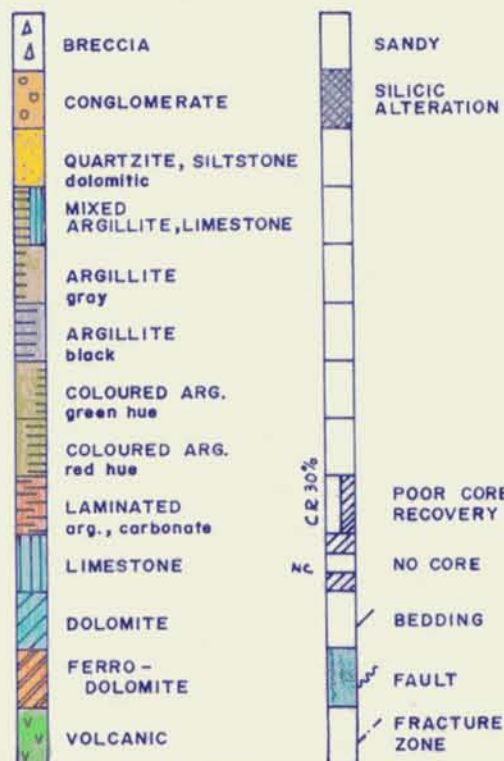 BRECCIA
CONGLOMERATE
QUARTZITE, SILTSTONE
dolomitic
MIXED
ARGILLITE, LIMESTONE
ARGILLITE
gray
ARGILLITE
black
COLOURED ARG.
green hue
COLOURED ARG.
red hue
LAMINATED
arg., carbonate
LIMESTONE
DOLOMITE
FERRO-
DOLOMITE
VOLCANIC
SANDY
SILICIC
ALTERATION
CR 30%
POOR CORE
RECOVERY
NC
NO CORE
BEDDING
FAULT
FRACTURE
ZONE